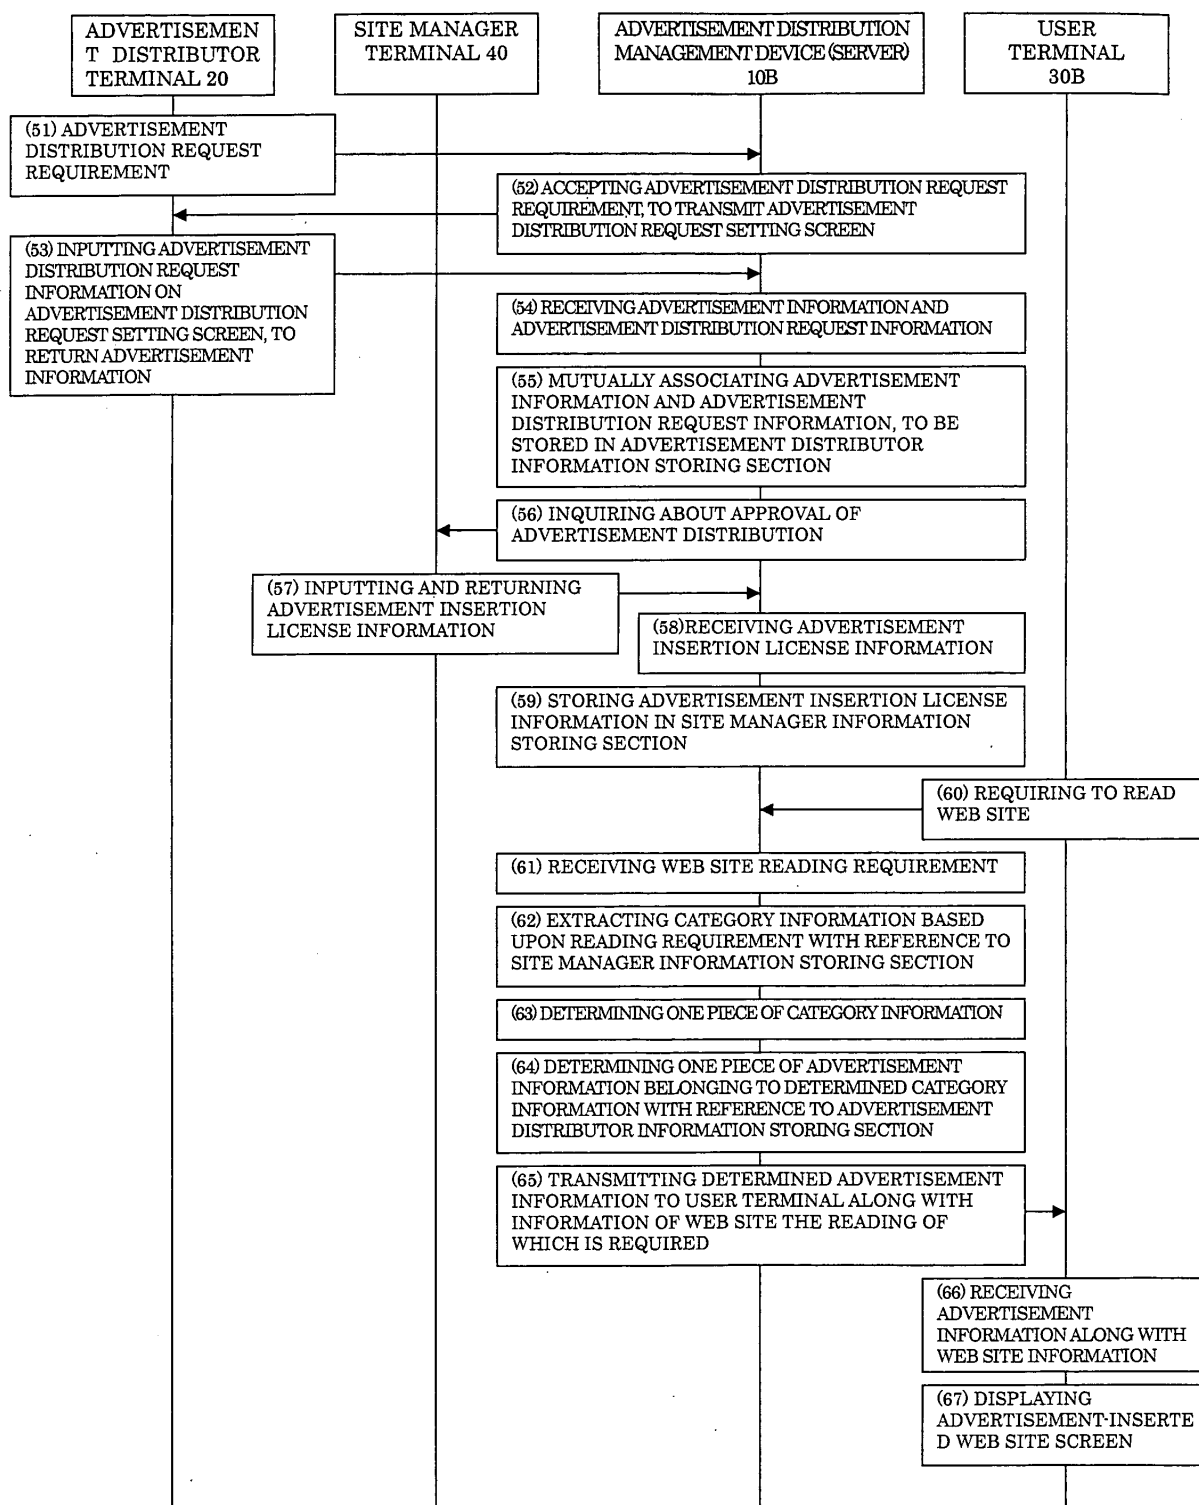 ADVERTISEMEN
T DISTRIBUTOR
TERMINAL 20
SITE MANAGER
TERMINAL 40
ADVERTISEMENT DISTRIBUTION
MANAGEMENT DEVICE (SERVER)
10B
USER
TERMINAL
30B
(51) ADVERTISEMENT
DISTRIBUTION REQUEST
REQUIREMENT
(52) ACCEPTING ADVERTISEMENT DISTRIBUTION REQUEST
REQUIREMENT, TO TRANSMIT ADVERTISEMENT
DISTRIBUTION REQUEST SETTING SCREEN
(53) INPUTTING ADVERTISEMENT
DISTRIBUTION REQUEST
INFORMATION ON
ADVERTISEMENT DISTRIBUTION
REQUEST SETTING SCREEN, TO
RETURN ADVERTISEMENT
INFORMATION
(54) RECEIVING ADVERTISEMENT INFORMATION AND
ADVERTISEMENT DISTRIBUTION REQUEST INFORMATION
(55) MUTUALLY ASSOCIATING ADVERTISEMENT
INFORMATION AND ADVERTISEMENT
DISTRIBUTION REQUEST INFORMATION, TO BE
STORED IN ADVERTISEMENT DISTRIBUTOR
INFORMATION STORING SECTION
(56) INQUIRING ABOUT APPROVAL OF
ADVERTISEMENT DISTRIBUTION
(57) INPUTTING AND RETURNING
ADVERTISEMENT INSERTION
LICENSE INFORMATION
(58)RECEIVING ADVERTISEMENT
INSERTION LICENSE INFORMATION
(59) STORING ADVERTISEMENT INSERTION LICENSE
INFORMATION IN SITE MANAGER INFORMATION
STORING SECTION
(60) REQUIRING TO READ
WEB SITE
(61) RECEIVING WEB SITE READING REQUIREMENT
(62) EXTRACTING CATEGORY INFORMATION BASED
UPON READING REQUIREMENT WITH REFERENCE TO
SITE MANAGER INFORMATION STORING SECTION
(63) DETERMINING ONE PIECE OF CATEGORY INFORMATION
(64) DETERMINING ONE PIECE OF ADVERTISEMENT
INFORMATION BELONGING TO DETERMINED CATEGORY
INFORMATION WITH REFERENCE TO ADVERTISEMENT
DISTRIBUTOR INFORMATION STORING SECTION
(65) TRANSMITTING DETERMINED ADVERTISEMENT
INFORMATION TO USER TERMINAL ALONG WITH
INFORMATION OF WEB SITE THE READING OF
WHICH IS REQUIRED
(66) RECEIVING
ADVERTISEMENT
INFORMATION ALONG WITH
WEB SITE INFORMATION
(67) DISPLAYING
ADVERTISEMENT-INSERTE
D WEB SITE SCREEN